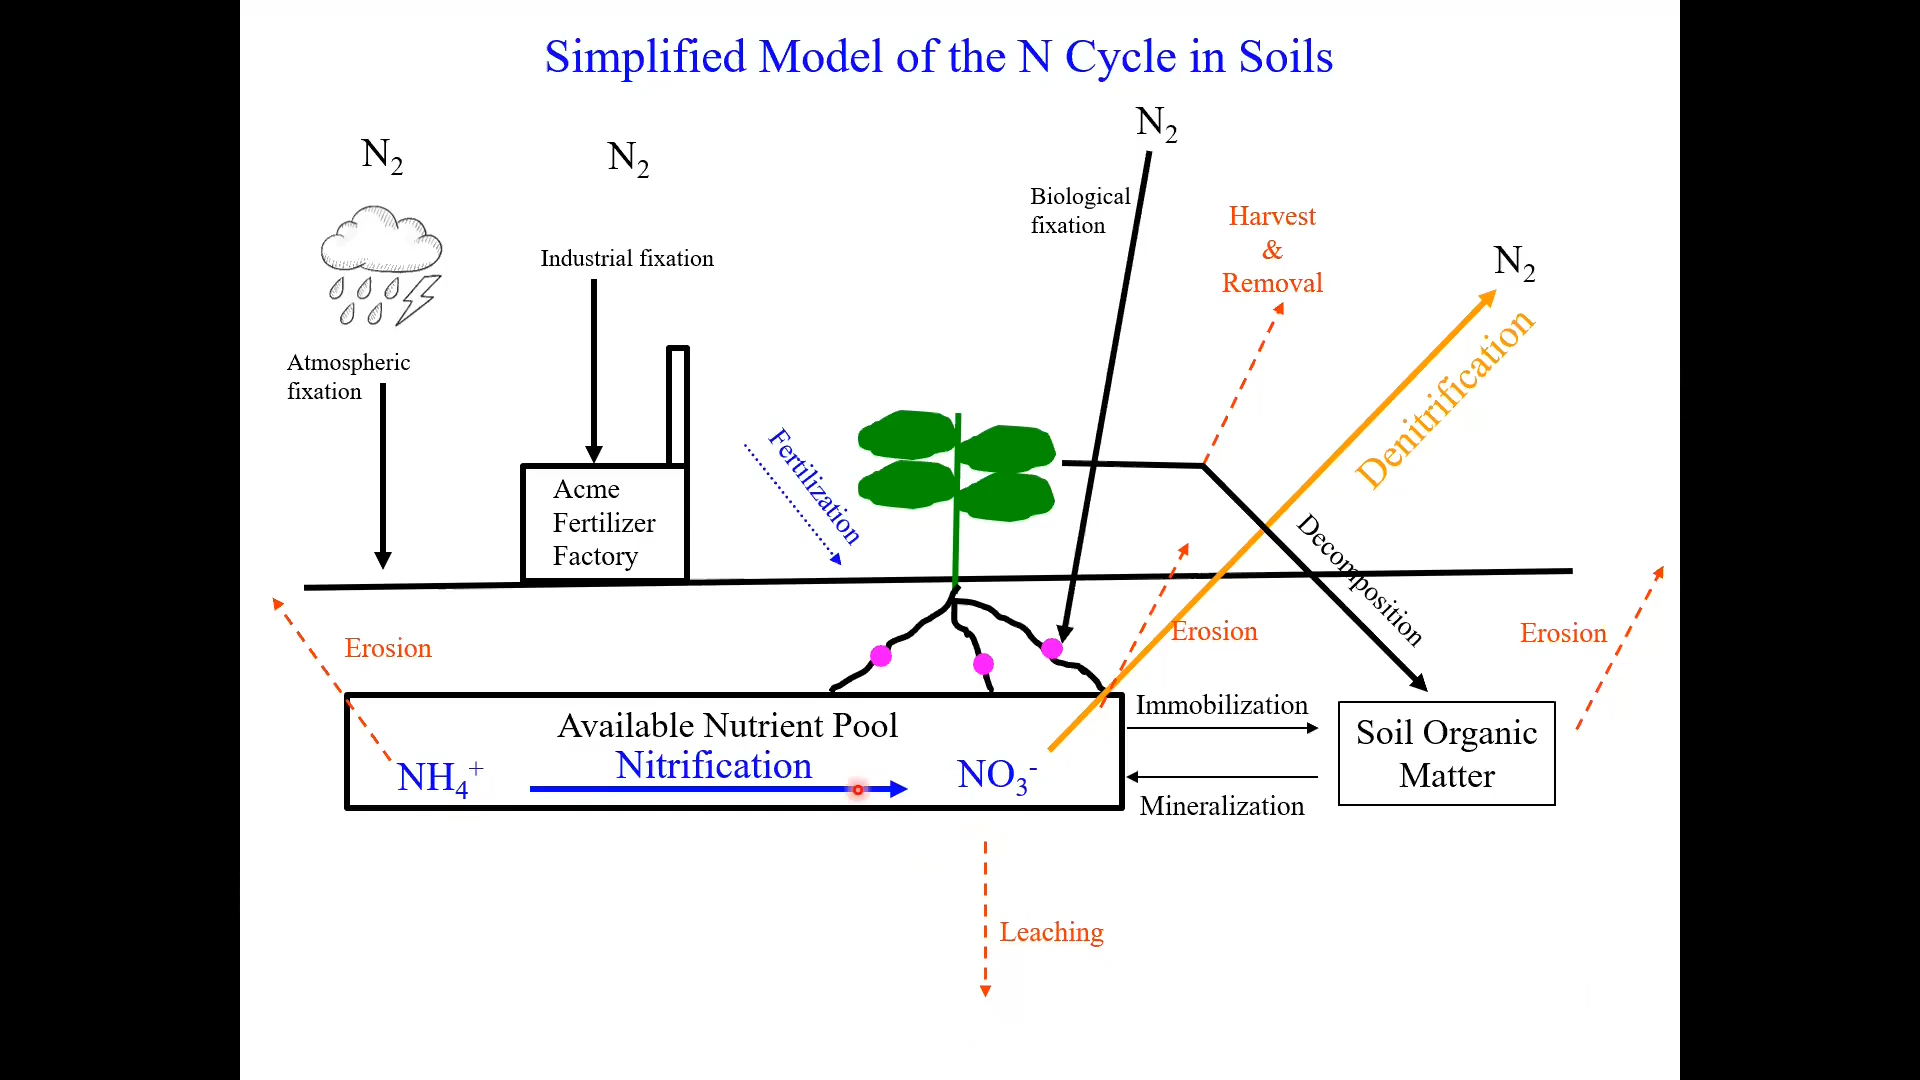 Simplified Model of the N Cycle in Soils
N₂
N₂
N₂
Biological
fixation
Harvest
&
Removal
Industrial fixation
N₂
Atmospheric
fixation
Denitrification
Fertilization
Acme
Fertilizer
Factory
Decomposition
Erosion
Erosion
Erosion
Available Nutrient Pool
Nitrification
NH₄⁺
NO₃⁻
Immobilization
Mineralization
Soil Organic
Matter
Leaching